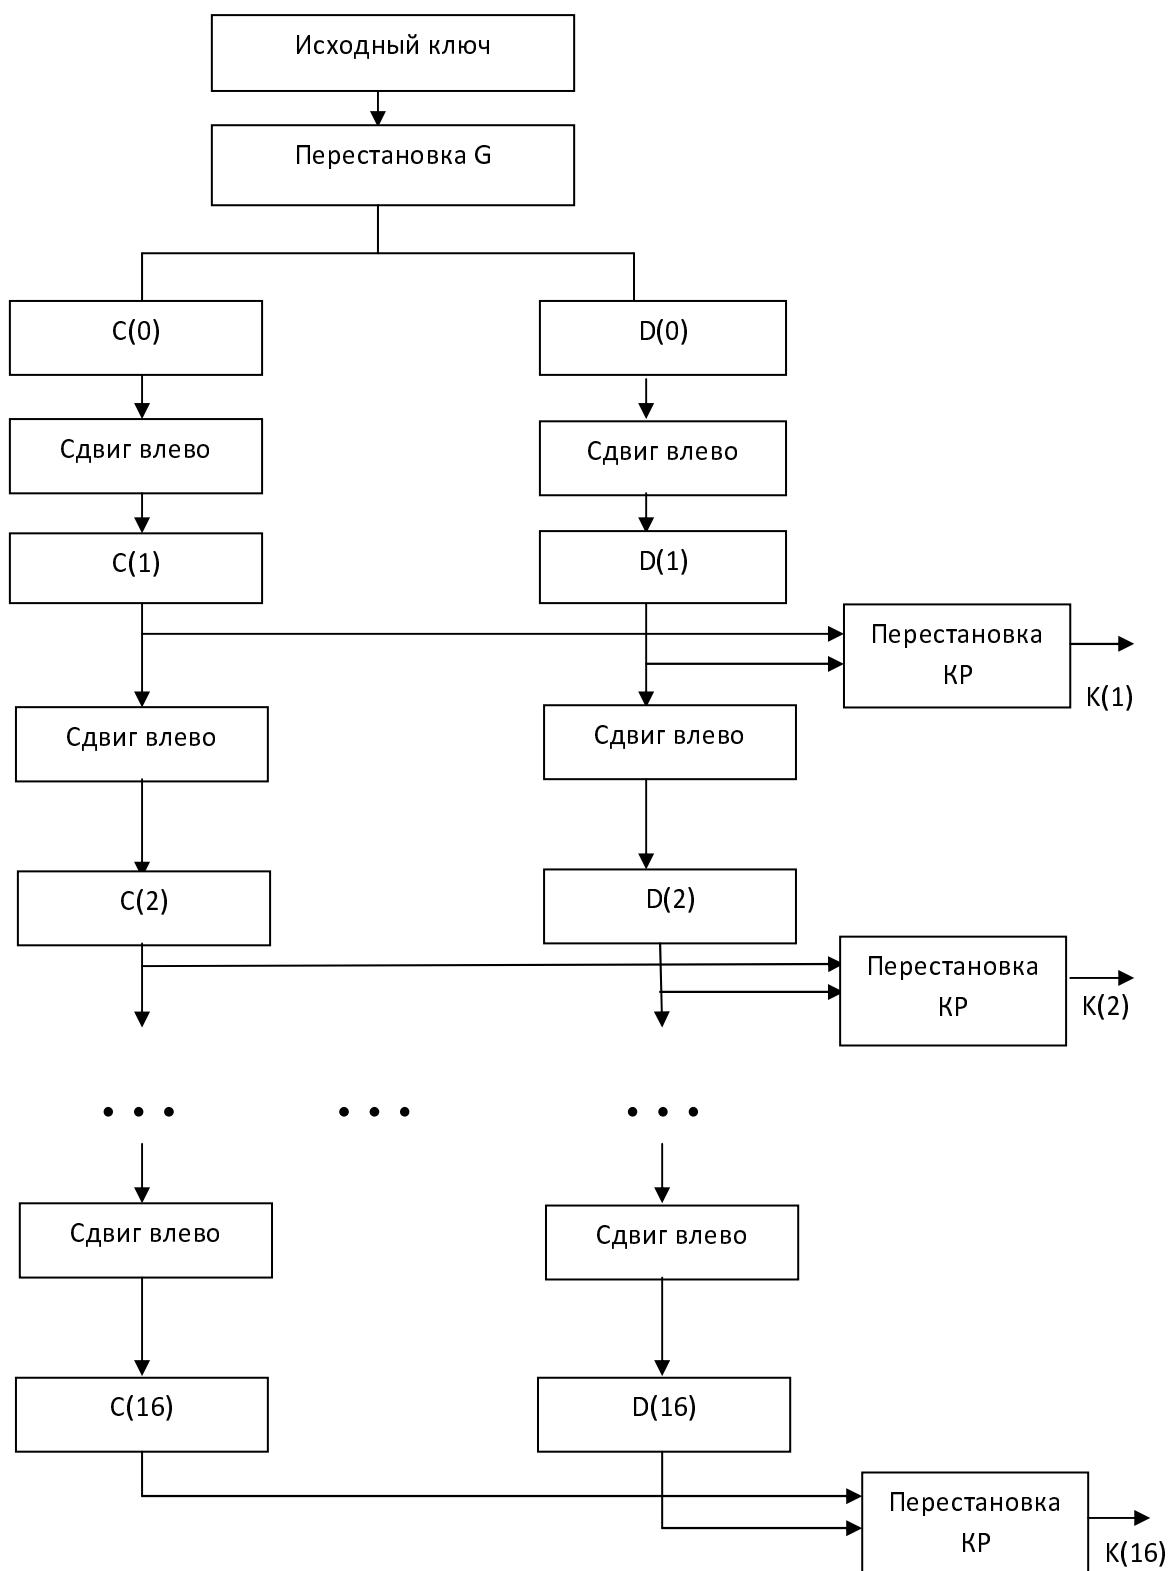 Исходный ключ
Перестановка G
C(0)
D(0)
Сдвиг влево
Сдвиг влево
C(1)
D(1)
Перестановка
КР
K(1)
Сдвиг влево
Сдвиг влево
C(2)
D(2)
Перестановка
КР
K(2)
• • •
• • •
• • •
Сдвиг влево
Сдвиг влево
C(16)
D(16)
Перестановка
КР
K(16)